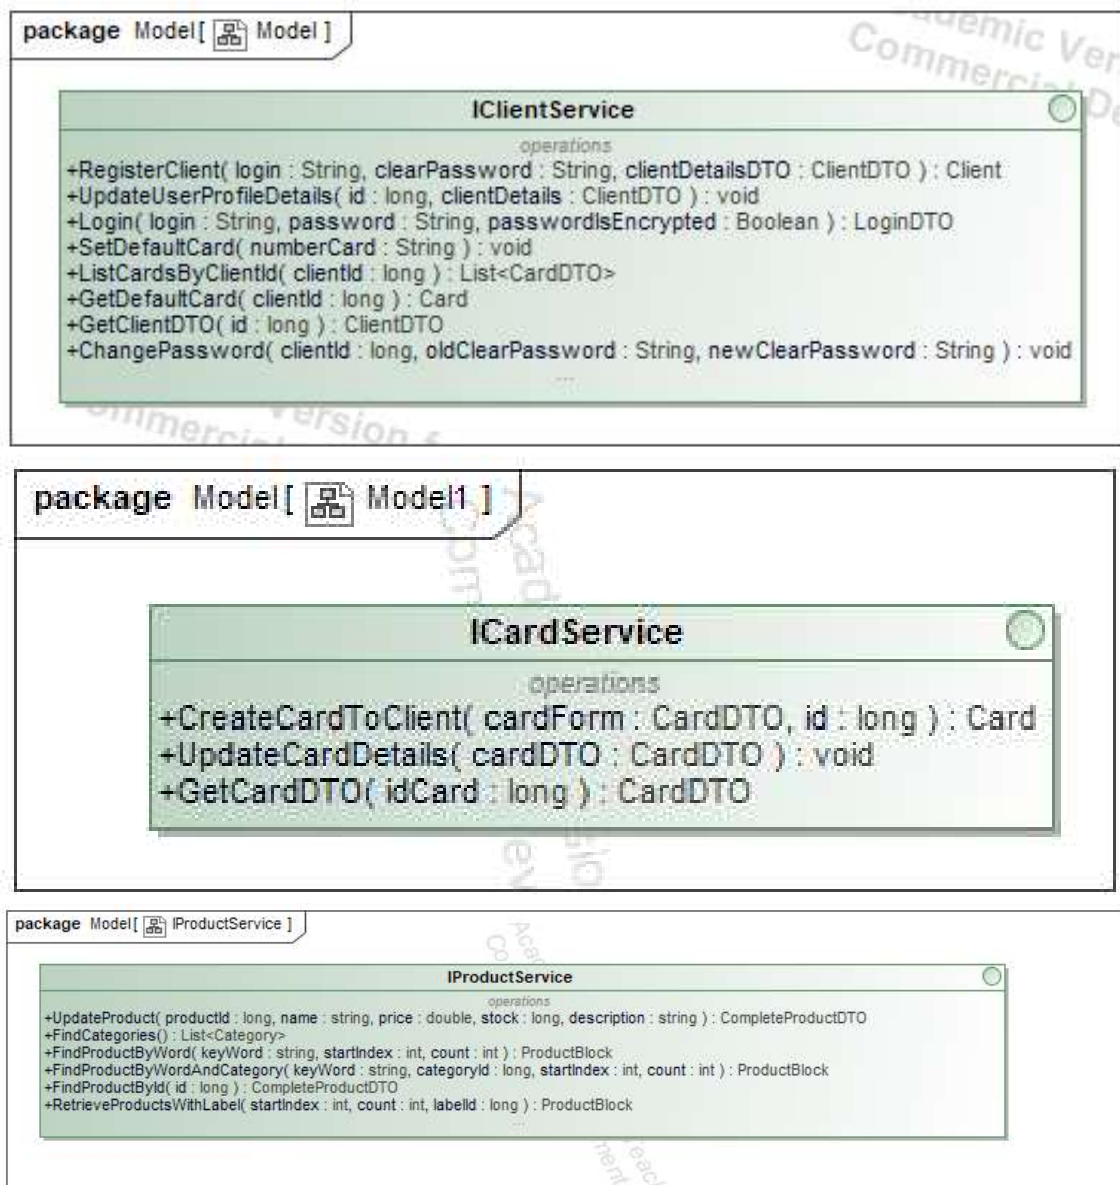 package Model[ Model ]
IClientService
operations
+RegisterClient( login : String, clearPassword : String, clientDetailsDTO : ClientDTO ) : Client
+UpdateUserProfileDetails( id : long, clientDetails : ClientDTO ) : void
+Login( login : String, password : String, passwordIsEncrypted : Boolean ) : LoginDTO
+SetDefaultCard( numberCard : String ) : void
+ListCardsByClientId( clientId : long ) : List<CardDTO>
+GetDefaultCard( clientId : long ) : Card
+GetClientDTO( id : long ) : ClientDTO
+ChangePassword( clientId : long, oldClearPassword : String, newClearPassword : String ) : void
...
package Model[ Model1 ]
ICardService
operations
+CreateCardToClient( cardForm : CardDTO, id : long ) : Card
+UpdateCardDetails( cardDTO : CardDTO ) : void
+GetCardDTO( idCard : long ) : CardDTO
package Model[ IProductService ]
IProductService
operations
+UpdateProduct( productId : long, name : string, price : double, stock : long, description : string ) : CompleteProductDTO
+FindCategories() : List<Category>
+FindProductByWord( keyWord : string, startIndex : int, count : int ) : ProductBlock
+FindProductByWordAndCategory( keyWord : string, categoryId : long, startIndex : int, count : int ) : ProductBlock
+FindProductById( id : long ) : CompleteProductDTO
+RetrieveProductsWithLabel( startIndex : int, count : int, labelId : long ) : ProductBlock
...